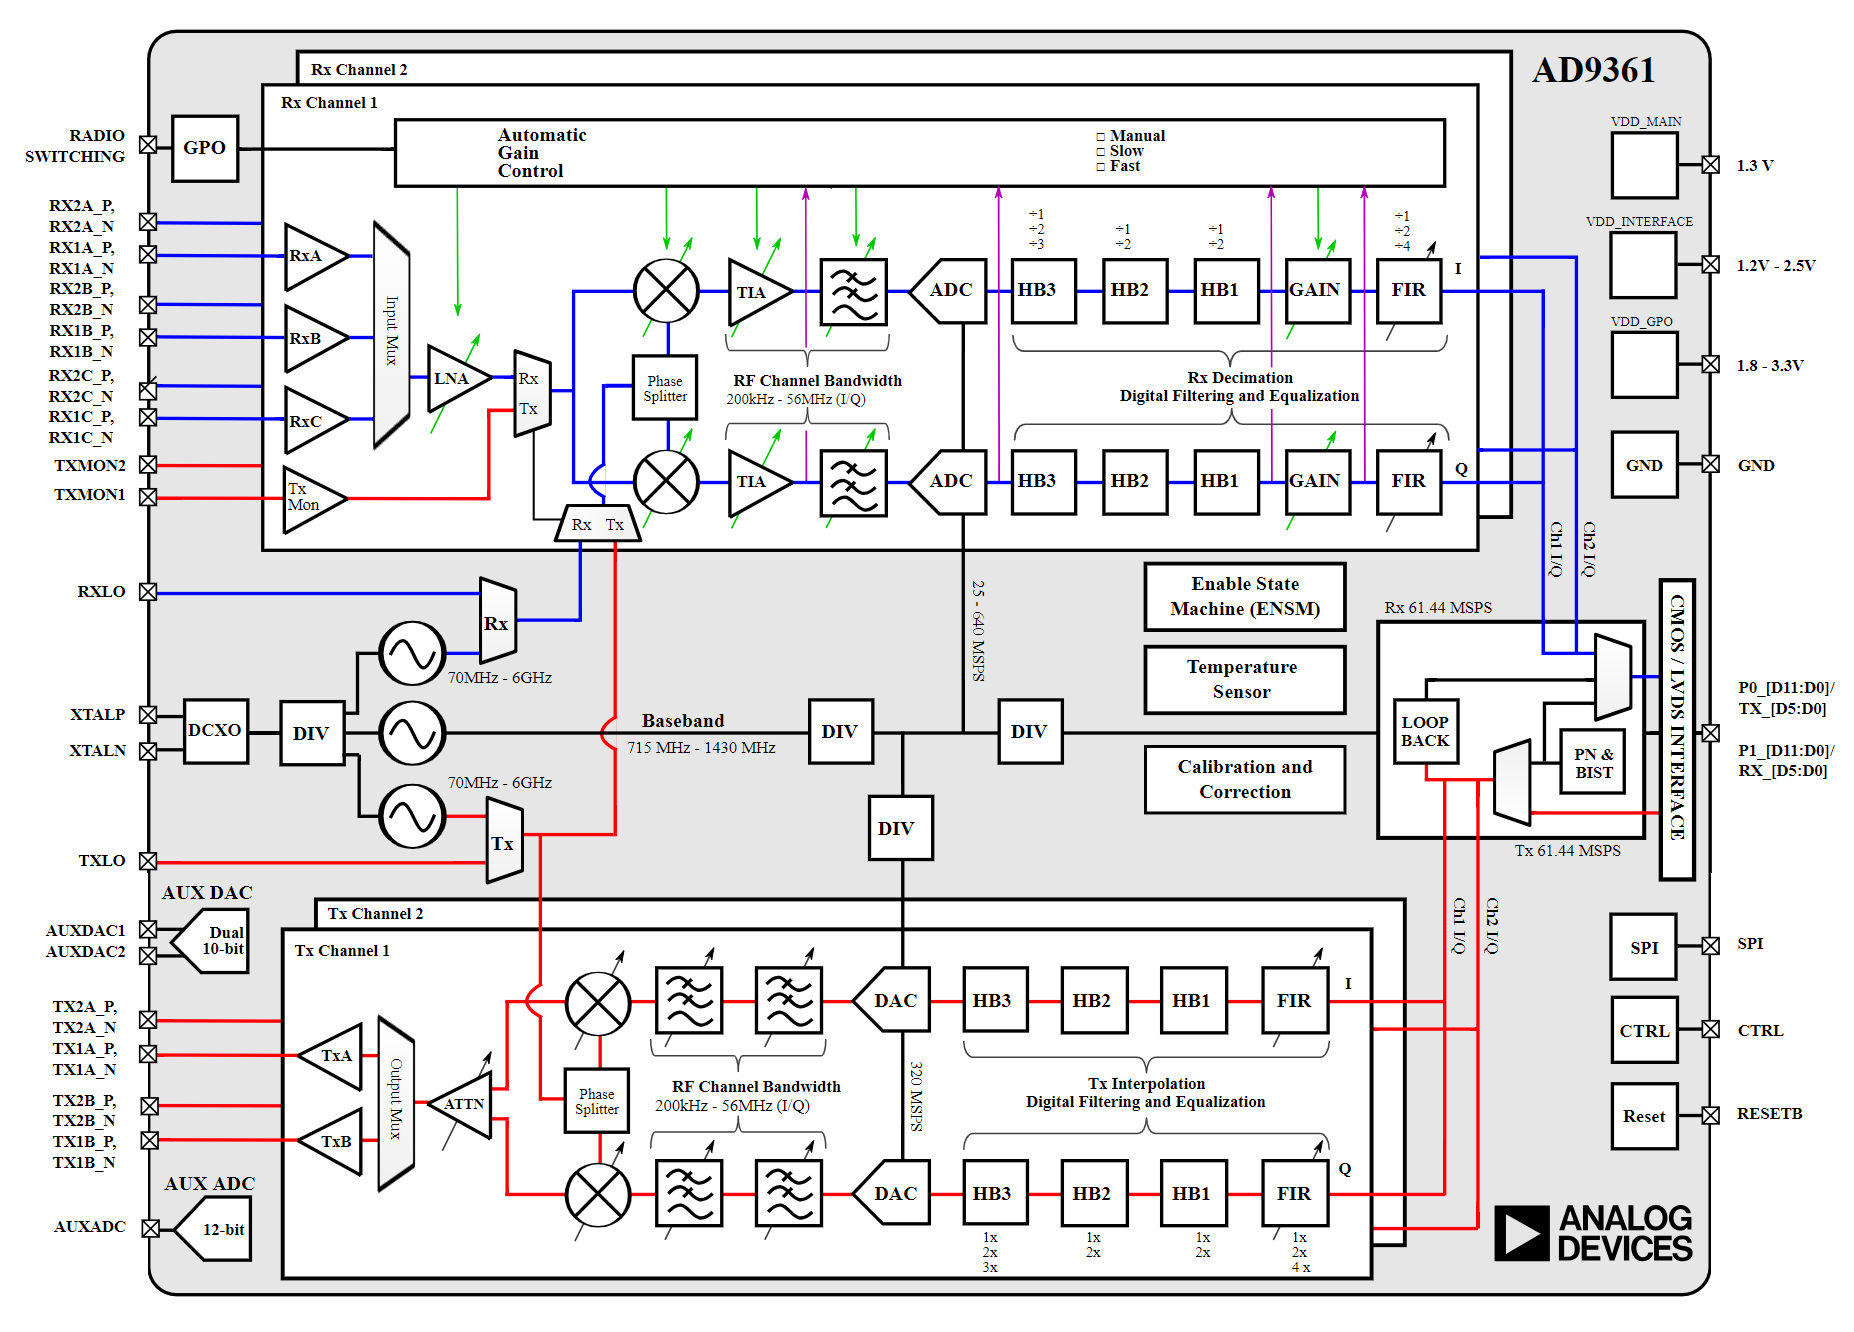 AD9361
Rx Channel 2
Rx Channel 1
RADIO
SWITCHING
GPO
Automatic
Gain
Control
□ Manual
□ Slow
□ Fast
VDD_MAIN
1.3 V
VDD_INTERFACE
1.2V - 2.5V
VDD_GPO
1.8 - 3.3V
GND
GND
RX2A_P,
RX2A_N
RX1A_P,
RX1A_N
RX2B_P,
RX2B_N
RX1B_P,
RX1B_N
RX2C_P,
RX2C_N
RX1C_P,
RX1C_N
TXMON2
TXMON1
RxA
RxB
RxC
Tx
Mon
Input Mux
LNA
Rx
Tx
Phase
Splitter
Rx Tx
÷1
÷2
÷3
÷1
÷2
÷1
÷2
÷1
÷2
÷4
TIA
ADC
HB3
HB2
HB1
GAIN
FIR
I
RF Channel Bandwidth
200kHz - 56MHz (I/Q)
Rx Decimation
Digital Filtering and Equalization
TIA
ADC
HB3
HB2
HB1
GAIN
FIR
Q
Ch1 I/Q
Ch2 I/Q
RXLO
Rx
70MHz - 6GHz
25 - 640 MSPS
Enable State
Machine (ENSM)
Temperature
Sensor
Calibration and
Correction
Rx 61.44 MSPS
LOOP
BACK
PN &
BIST
Tx 61.44 MSPS
CMOS / LVDS INTERFACE
P0_[D11:D0]/
TX_[D5:D0]
P1_[D11:D0]/
RX_[D5:D0]
XTALP
XTALN
DCXO
DIV
Baseband
715 MHz - 1430 MHz
DIV
DIV
DIV
70MHz - 6GHz
Tx
TXLO
AUX DAC
AUXDAC1
AUXDAC2
Dual
10-bit
Tx Channel 2
Tx Channel 1
Ch1 I/Q
Ch2 I/Q
SPI
SPI
CTRL
CTRL
Reset
RESETB
TX2A_P,
TX2A_N
TX1A_P,
TX1A_N
TX2B_P,
TX2B_N
TX1B_P,
TX1B_N
TxA
TxB
Output Mux
ATTN
Phase
Splitter
DAC
HB3
HB2
HB1
FIR
I
RF Channel Bandwidth
200kHz - 56MHz (I/Q)
320 MSPS
Tx Interpolation
Digital Filtering and Equalization
DAC
HB3
HB2
HB1
FIR
Q
1x
2x
3x
1x
2x
1x
2x
1x
2x
4 x
AUX ADC
AUXADC
12-bit
ANALOG
DEVICES